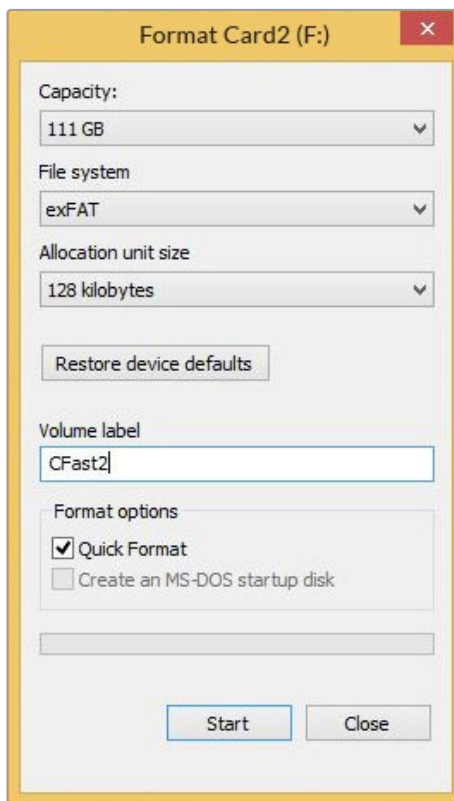 Format Card2 (F:)
Capacity:
111 GB
File system
exFAT
Allocation unit size
128 kilobytes
Restore device defaults
Volume label
CFast2
Format options
Quick Format
Create an MS-DOS startup disk
Start Close